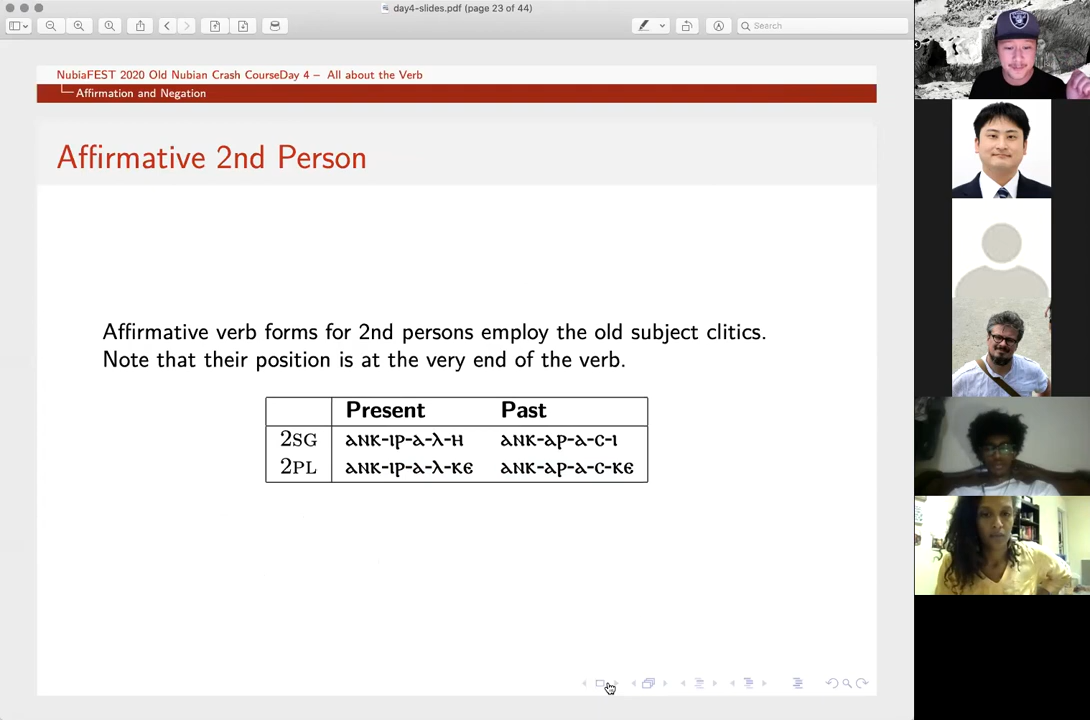 day4-slides.pdf (page 23 of 44)
Search
NubiaFEST 2020 Old Nubian Crash CourseDay 4 – All about the Verb
Affirmation and Negation
Affirmative 2nd Person
Affirmative verb forms for 2nd persons employ the old subject clitics.
Note that their position is at the very end of the verb.
Present Past
2SG ⲁⲛⲕ-ⲓⲣ-ⲁ-ⲗ-ⲏ ⲁⲛⲕ-ⲁⲣ-ⲁ-ⲥ-ⲓ
2PL ⲁⲛⲕ-ⲓⲣ-ⲁ-ⲗ-ⲕⲉ ⲁⲛⲕ-ⲁⲣ-ⲁ-ⲥ-ⲕⲉ